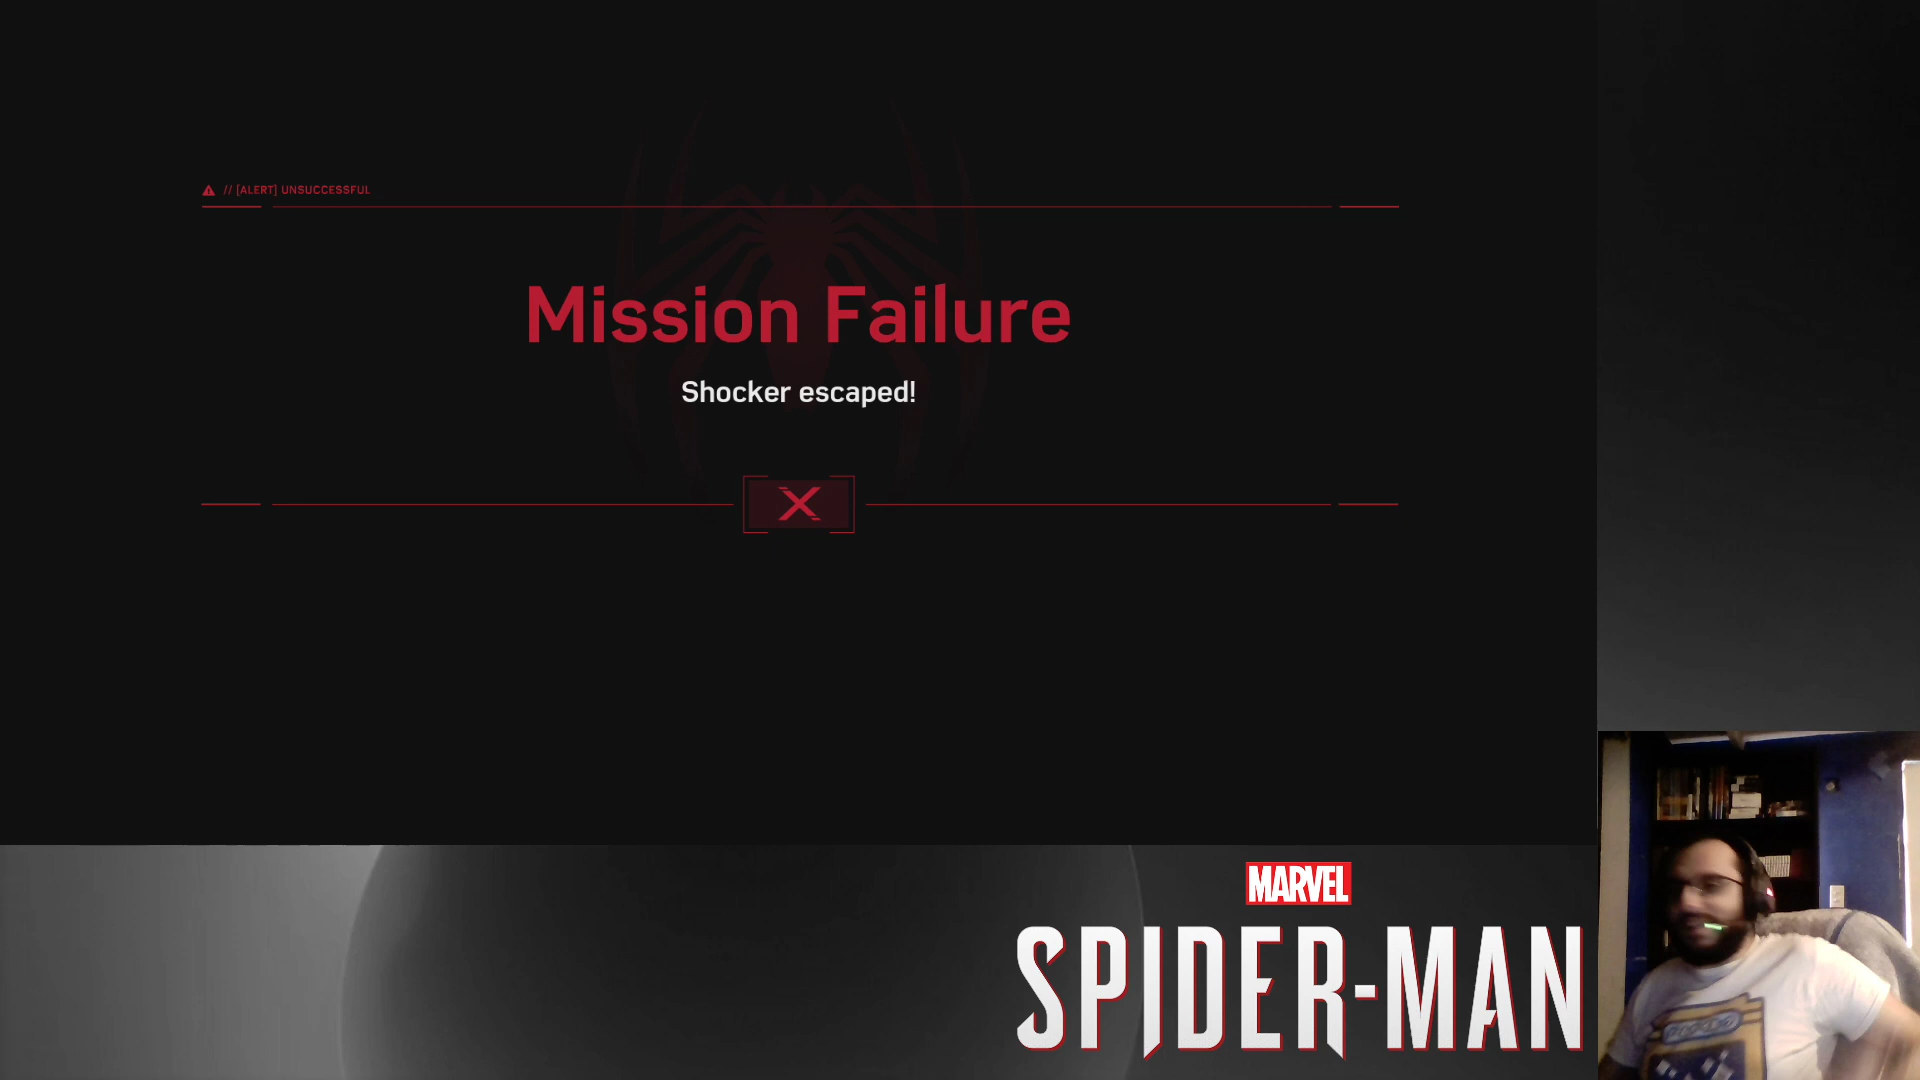 // [ALERT] UNSUCCESSFUL
Mission Failure
Shocker escaped!
MARVEL
SPIDER-MAN